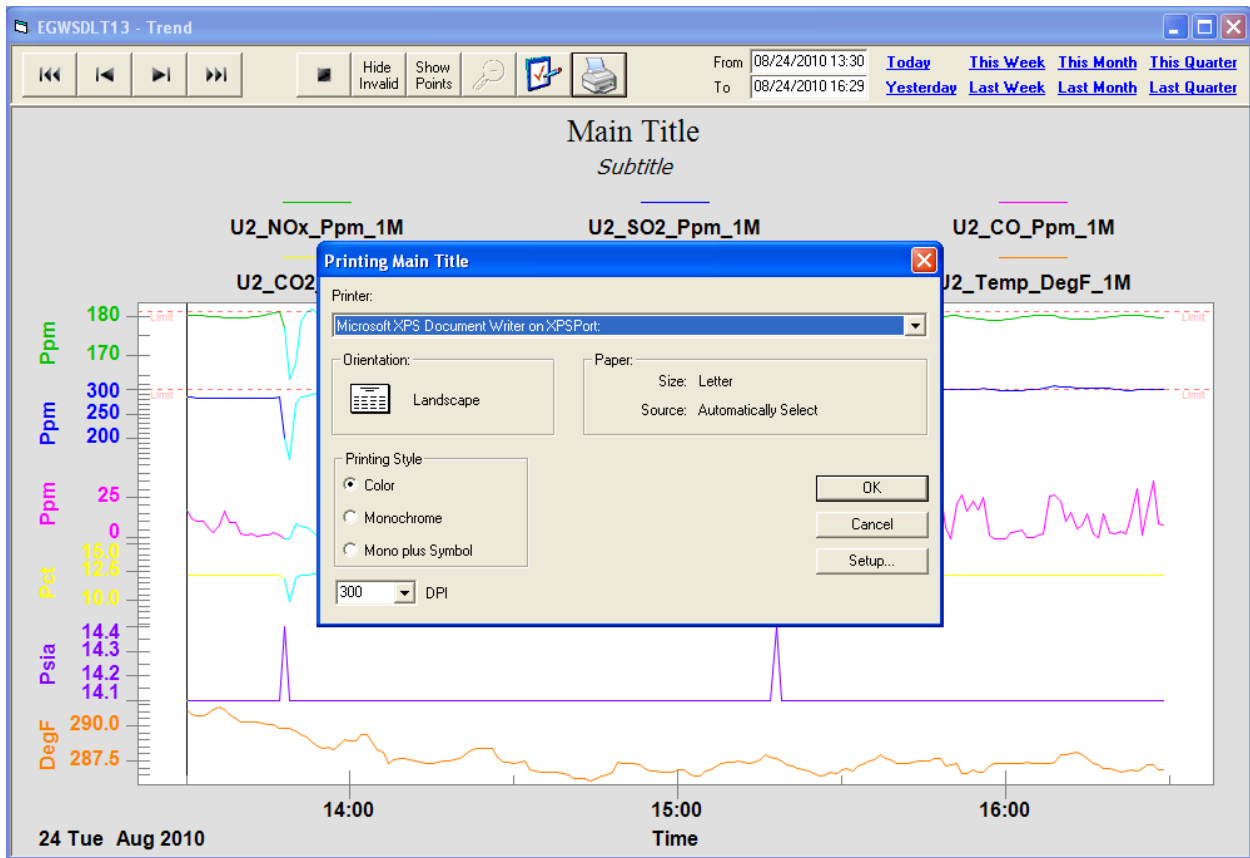 EGWSDLT13 - Trend
Hide Invalid
Show Points
From 08/24/2010 13:30
To 08/24/2010 16:29
Today This Week This Month This Quarter
Yesterday Last Week Last Month Last Quarter
Main Title
Subtitle
U2_NOx_Ppm_1M U2_SO2_Ppm_1M U2_CO_Ppm_1M
U2_CO2_ U2_Temp_DegF_1M
Printing Main Title
Printer:
Microsoft XPS Document Writer on XPSPort:
Orientation:
Landscape
Paper:
Size: Letter
Source: Automatically Select
Printing Style
Color
Monochrome
Mono plus Symbol
300 DPI
OK
Cancel
Setup...
Ppm
180
170
Limit Limit
Ppm
300
250
200
Limit Limit
Ppm
25
0
Pct
15.0
12.5
10.0
Psia
14.4
14.3
14.2
14.1
DegF
290.0
287.5
14:00 15:00 16:00
24 Tue Aug 2010 Time